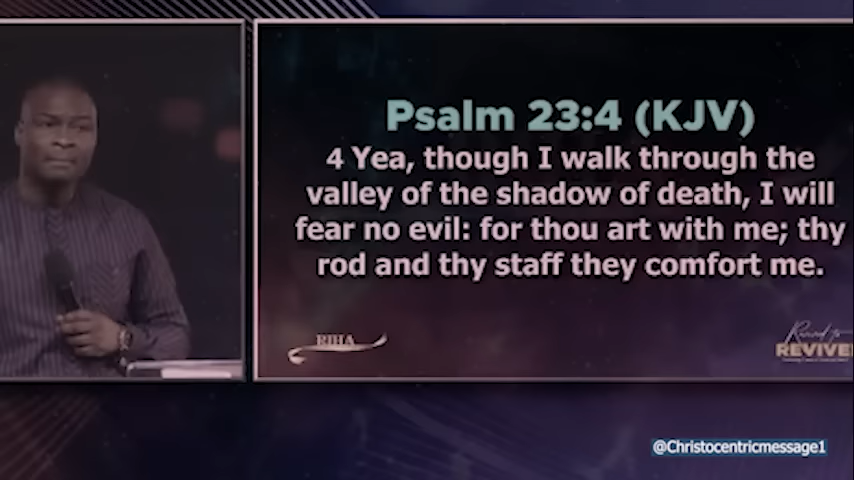 Psalm 23:4 (KJV)
4 Yea, though I walk through the
valley of the shadow of death, I will
fear no evil: for thou art with me; thy
rod and thy staff they comfort me.
RIHA
REVIVE
@Christocentricmessage1